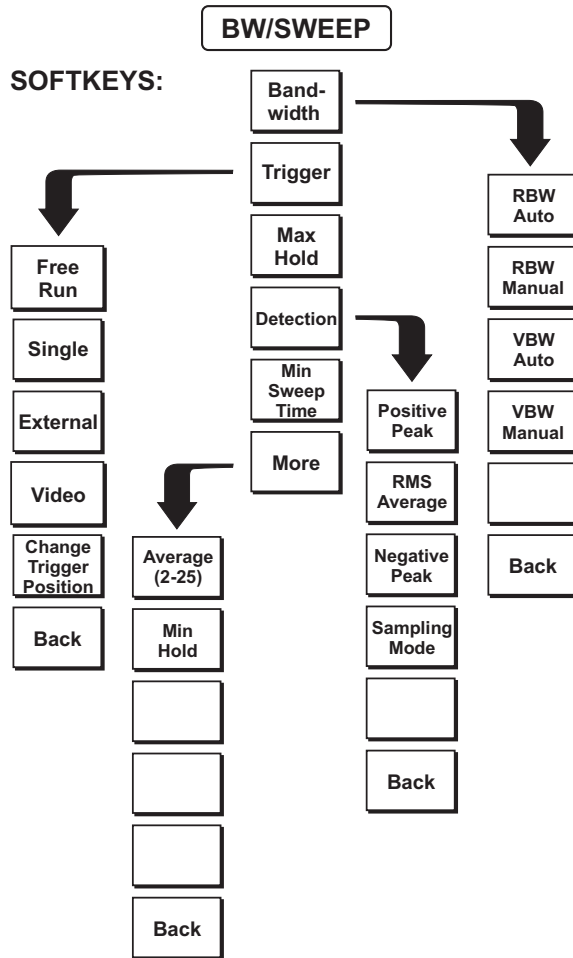 BW/SWEEP
SOFTKEYS:
Band-
width
Trigger
Max
Hold
Detection
Min
Sweep
Time
More
Free
Run
Single
External
Video
Change
Trigger
Position
Back
Average
(2-25)
Min
Hold
Back
Positive
Peak
RMS
Average
Negative
Peak
Sampling
Mode
Back
RBW
Auto
RBW
Manual
VBW
Auto
VBW
Manual
Back